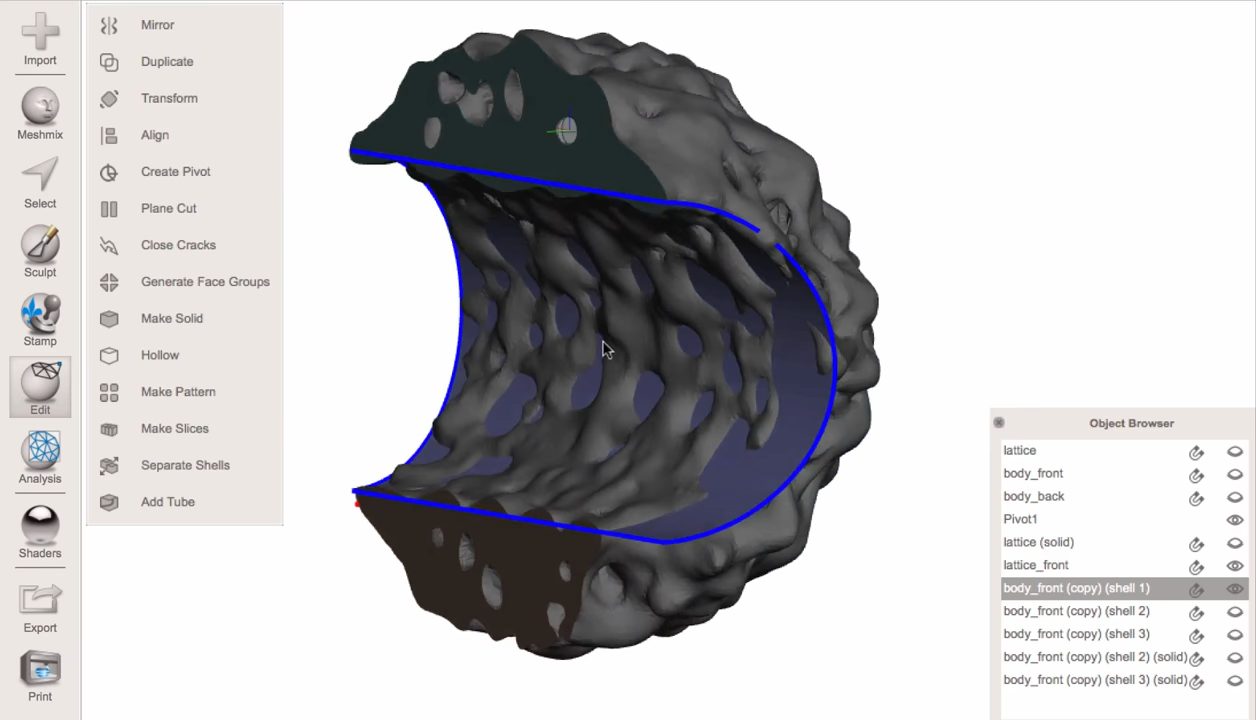 Import
Meshmix
Select
Sculpt
Stamp
Edit
Analysis
Shaders
Export
Print
Mirror
Duplicate
Transform
Align
Create Pivot
Plane Cut
Close Cracks
Generate Face Groups
Make Solid
Hollow
Make Pattern
Make Slices
Separate Shells
Add Tube
Object Browser
lattice
body_front
body_back
Pivot1
lattice (solid)
lattice_front
body_front (copy) (shell 1)
body_front (copy) (shell 2)
body_front (copy) (shell 3)
body_front (copy) (shell 2) (solid)
body_front (copy) (shell 3) (solid)